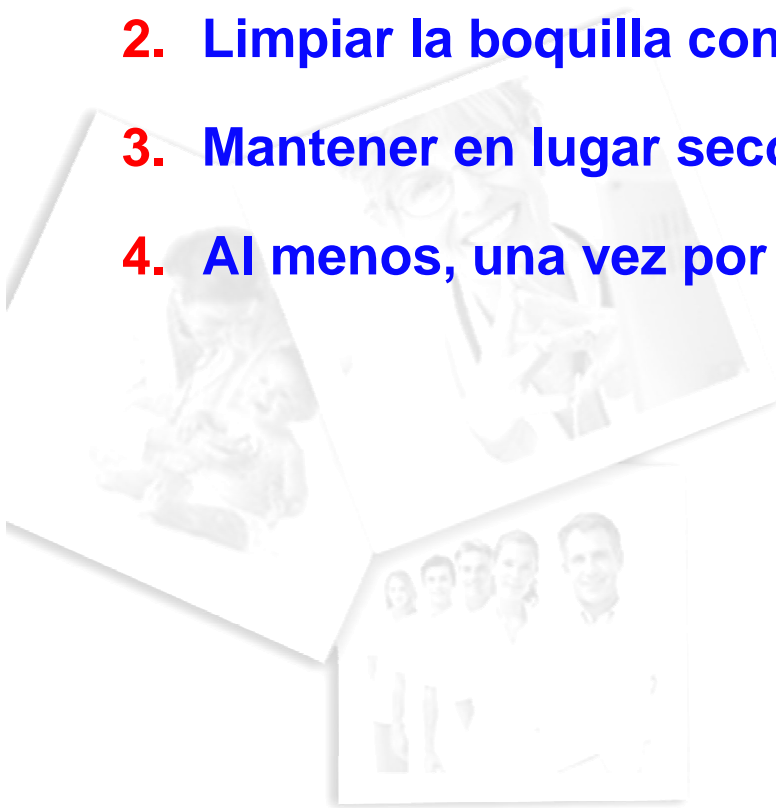 2. Limpiar la boquilla con
3. Mantener en lugar seco
4. Al menos, una vez por